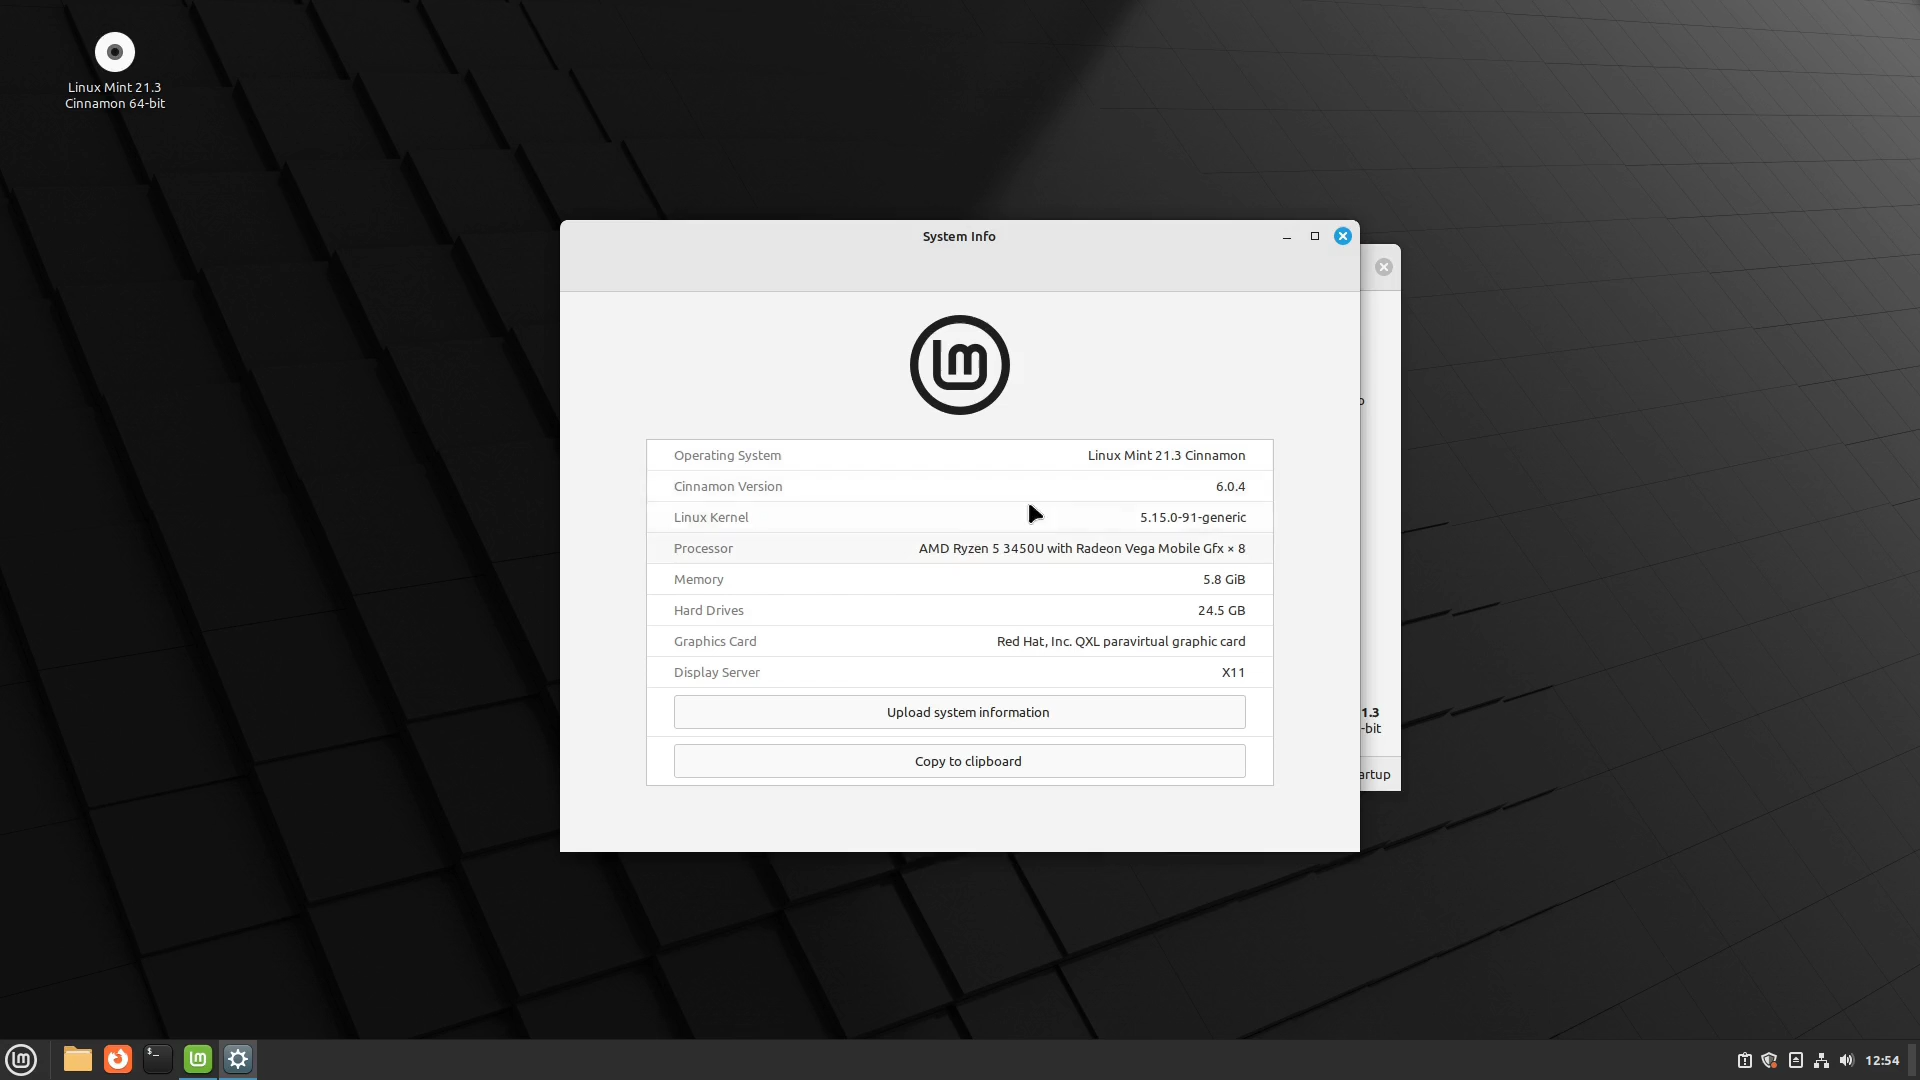 Linux Mint 21.3
Cinnamon 64-bit
System Info
lm
Operating System Linux Mint 21.3 Cinnamon
Cinnamon Version 6.0.4
Linux Kernel 5.15.0-91-generic
Processor AMD Ryzen 5 3450U with Radeon Vega Mobile Gfx × 8
Memory 5.8 GiB
Hard Drives 24.5 GB
Graphics Card Red Hat, Inc. QXL paravirtual graphic card
Display Server X11
Upload system information
Copy to clipboard
1.3
-bit
artup
12:54